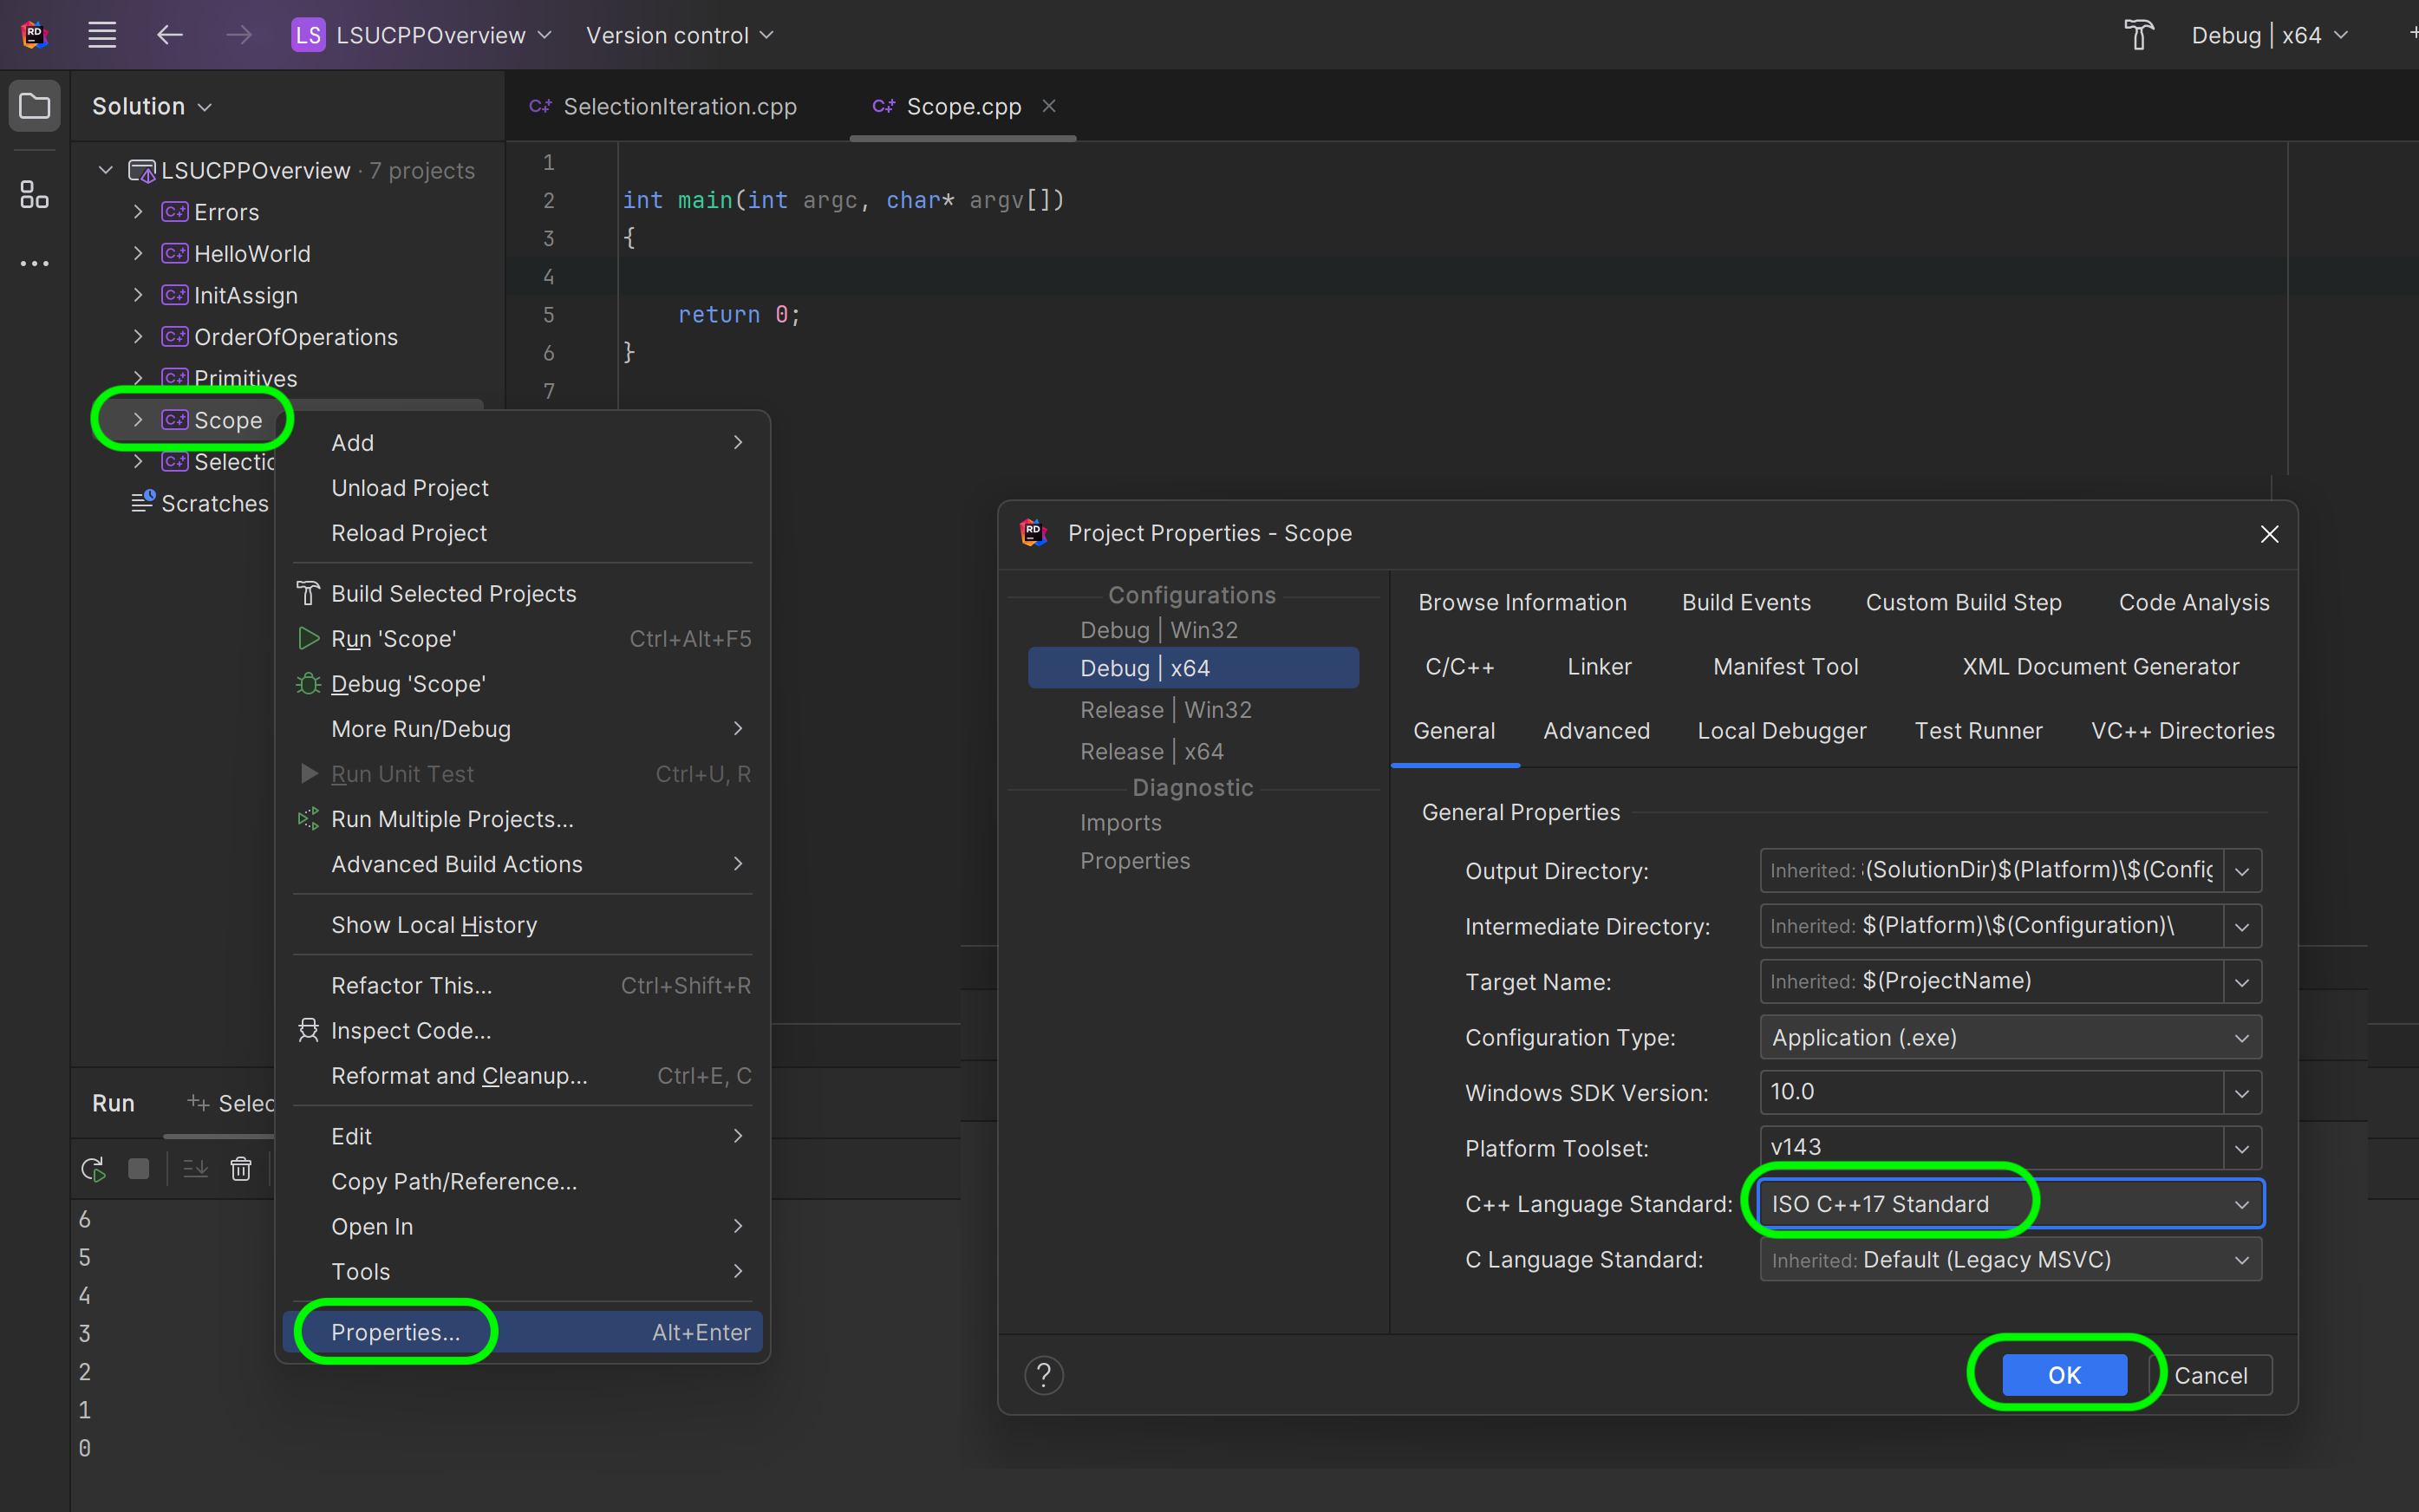 LS LSUCPPOverview Version control Debug | x64
Solution
SelectionIteration.cpp Scope.cpp
LSUCPPOverview · 7 projects
Errors
HelloWorld
InitAssign
OrderOfOperations
Primitives
Scope
Selectic
Scratches
1
2 int main(int argc, char* argv[])
3 {
4
5 return 0;
6 }
7
Add
Unload Project
Reload Project
Build Selected Projects
Run 'Scope' Ctrl+Alt+F5
Debug 'Scope'
More Run/Debug
Run Unit Test Ctrl+U, R
Run Multiple Projects...
Advanced Build Actions
Show Local History
Refactor This... Ctrl+Shift+R
Inspect Code...
Reformat and Cleanup... Ctrl+E, C
Edit
Copy Path/Reference...
Open In
Tools
Properties... Alt+Enter
Run Selec
6
5
4
3
2
1
0
Project Properties - Scope
Configurations
Debug | Win32
Debug | x64
Release | Win32
Release | x64
Diagnostic
Imports
Properties
Browse Information Build Events Custom Build Step Code Analysis
C/C++ Linker Manifest Tool XML Document Generator
General Advanced Local Debugger Test Runner VC++ Directories
General Properties
Output Directory: Inherited: (SolutionDir)$(Platform)\$(Config
Intermediate Directory: Inherited: $(Platform)\$(Configuration)\
Target Name: Inherited: $(ProjectName)
Configuration Type: Application (.exe)
Windows SDK Version: 10.0
Platform Toolset: v143
C++ Language Standard: ISO C++17 Standard
C Language Standard: Inherited: Default (Legacy MSVC)
? OK Cancel